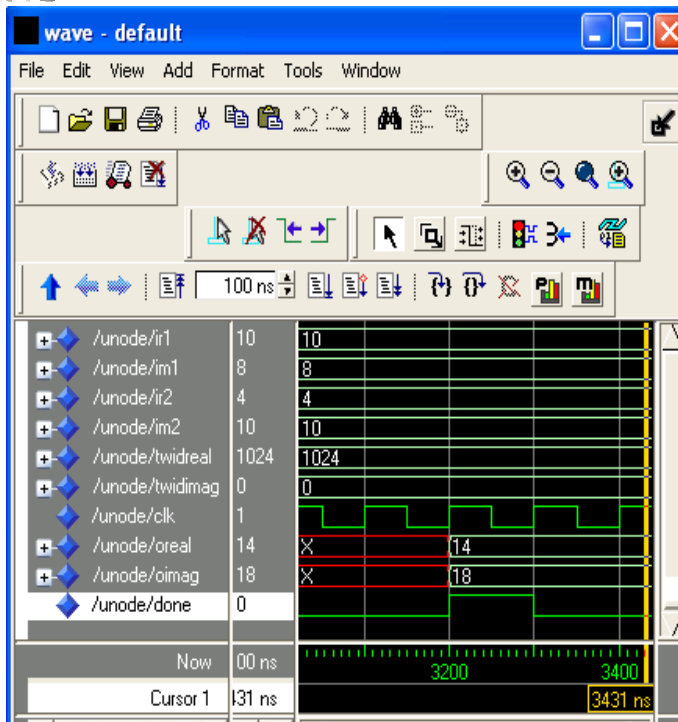 wave - default
File Edit View Add Format Tools Window
100 ns
/unode/ir1 10 10
/unode/im1 8 8
/unode/ir2 4 4
/unode/im2 10 10
/unode/twidreal 1024 1024
/unode/twidimag 0 0
/unode/clk 1
/unode/oreal 14 X 14
/unode/oimag 18 X 18
/unode/done 0
Now 00 ns 3200 3400
Cursor 1 431 ns 3431 ns